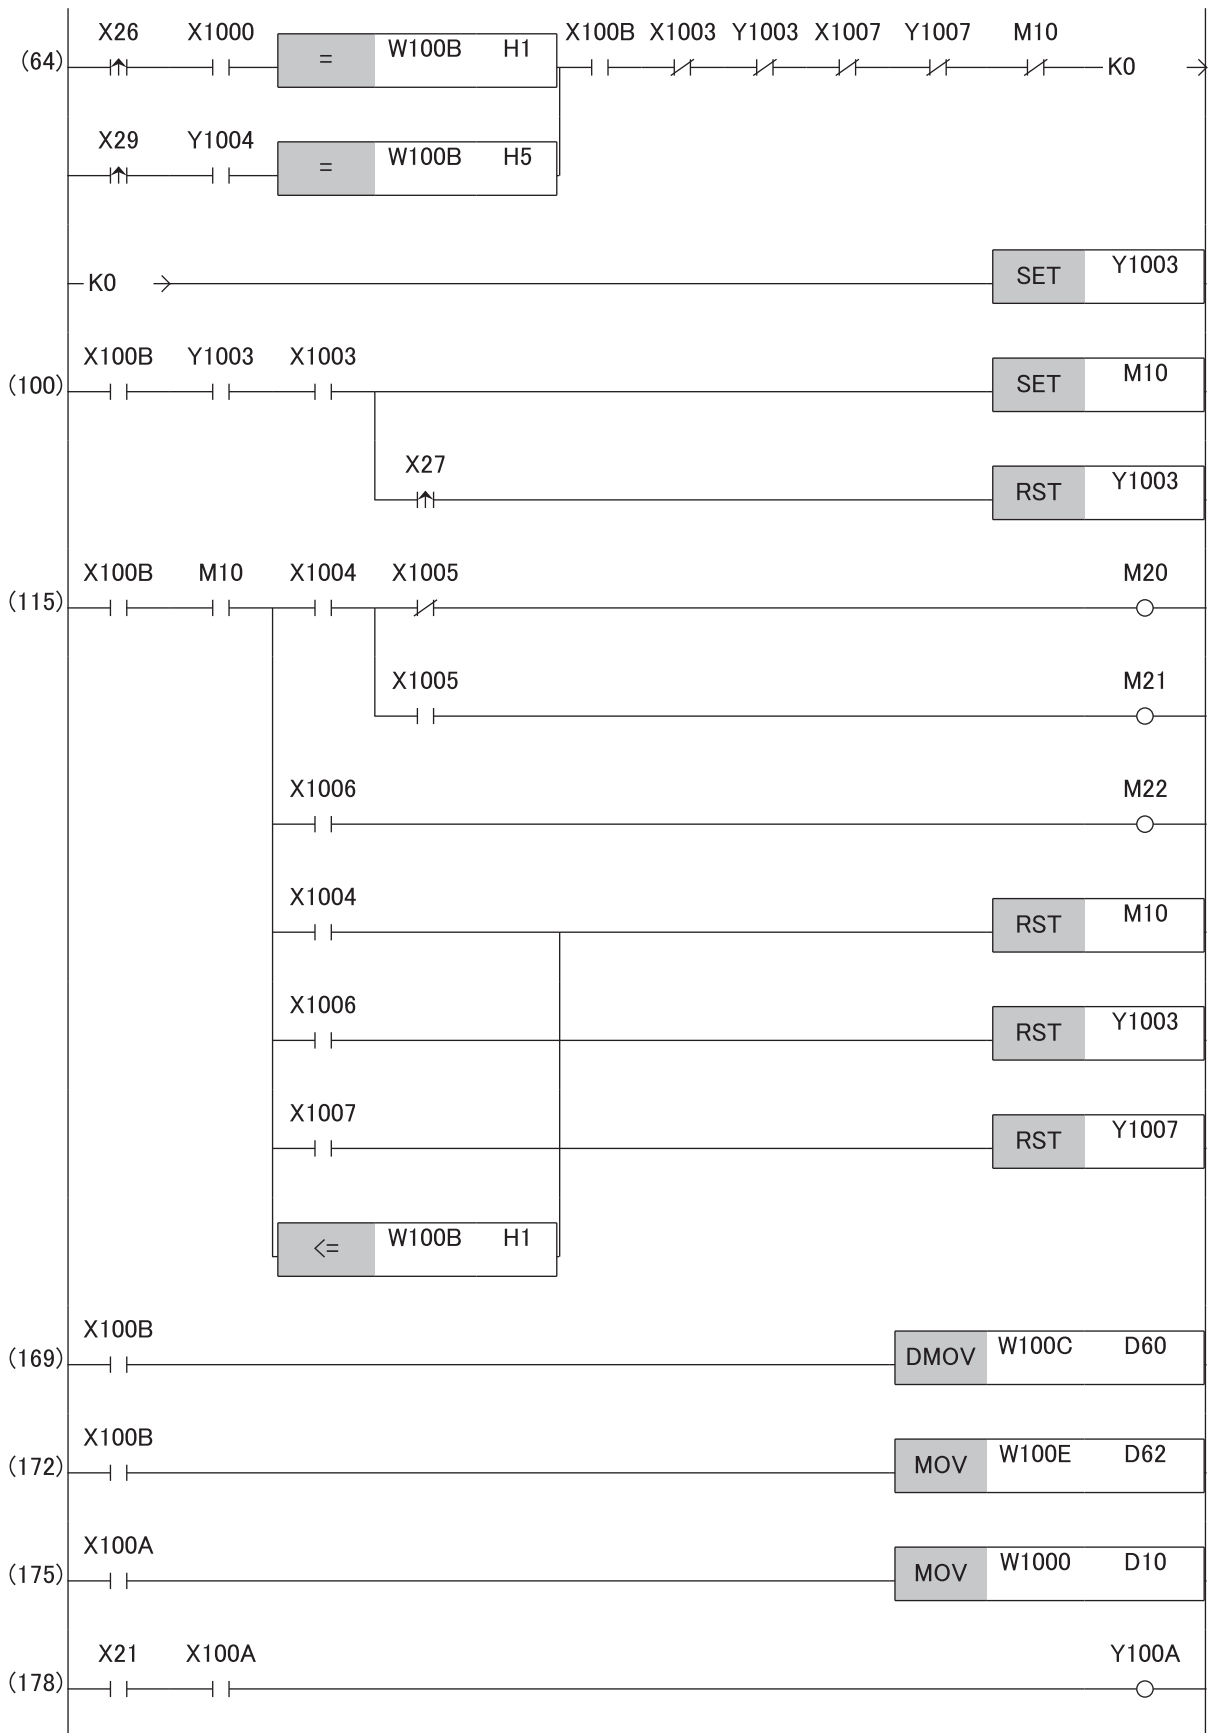 X26 X1000 X100B X1003 Y1003 X1007 Y1007 M10
(64) = W100B H1 K0
X29 Y1004
= W100B H5
K0 SET Y1003
X100B Y1003 X1003
(100) SET M10
X27
RST Y1003
X100B M10 X1004 X1005 M20
(115)
X1005 M21
X1006 M22
X1004
RST M10
X1006
RST Y1003
X1007
RST Y1007
<= W100B H1
X100B
(169) DMOV W100C D60
X100B
(172) MOV W100E D62
X100A
(175) MOV W1000 D10
X21 X100A Y100A
(178)